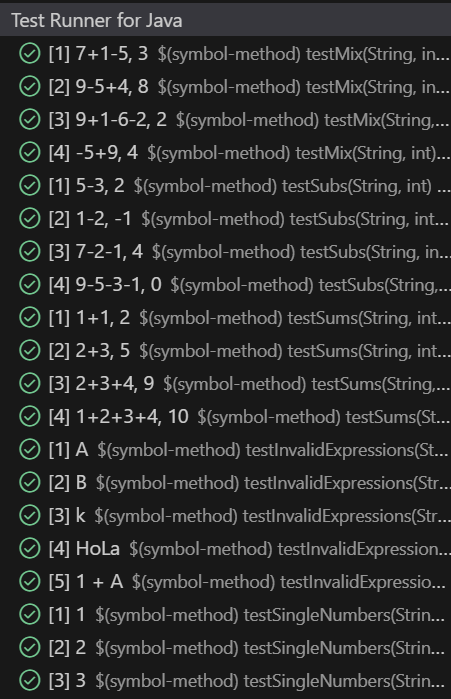 Test Runner for Java
[1] 7+1-5, 3 $(symbol-method) testMix(String, in...
[2] 9-5+4, 8 $(symbol-method) testMix(String, in...
[3] 9+1-6-2, 2 $(symbol-method) testMix(String,...
[4] -5+9, 4 $(symbol-method) testMix(String, int)...
[1] 5-3, 2 $(symbol-method) testSubs(String, int) ...
[2] 1-2, -1 $(symbol-method) testSubs(String, int...
[3] 7-2-1, 4 $(symbol-method) testSubs(String, in...
[4] 9-5-3-1, 0 $(symbol-method) testSubs(String,...
[1] 1+1, 2 $(symbol-method) testSums(String, int...
[2] 2+3, 5 $(symbol-method) testSums(String, int...
[3] 2+3+4, 9 $(symbol-method) testSums(String,...
[4] 1+2+3+4, 10 $(symbol-method) testSums(St...
[1] A $(symbol-method) testInvalidExpressions(St...
[2] B $(symbol-method) testInvalidExpressions(Str...
[3] k $(symbol-method) testInvalidExpressions(Str...
[4] HoLa $(symbol-method) testInvalidExpression...
[5] 1 + A $(symbol-method) testInvalidExpressio...
[1] 1 $(symbol-method) testSingleNumbers(Strin...
[2] 2 $(symbol-method) testSingleNumbers(Strin...
[3] 3 $(symbol-method) testSingleNumbers(Strin...